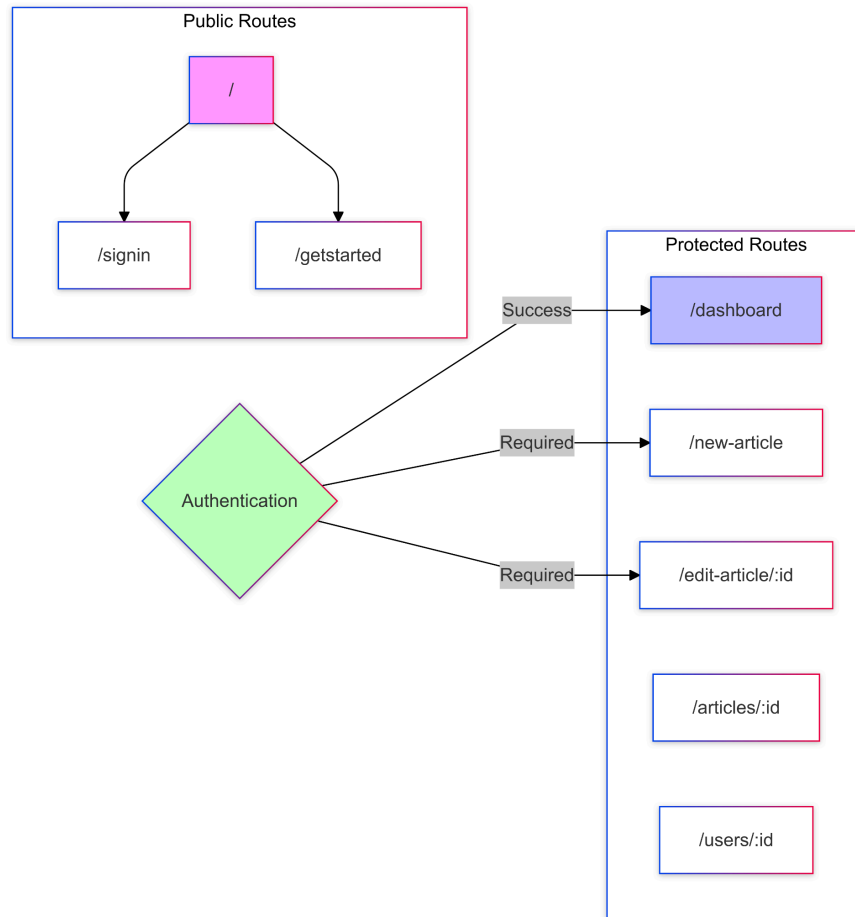 Public Routes
/
/signin
/getstarted
Protected Routes
Success
/dashboard
Required
/new-article
Authentication
Required
/edit-article/:id
/articles/:id
/users/:id